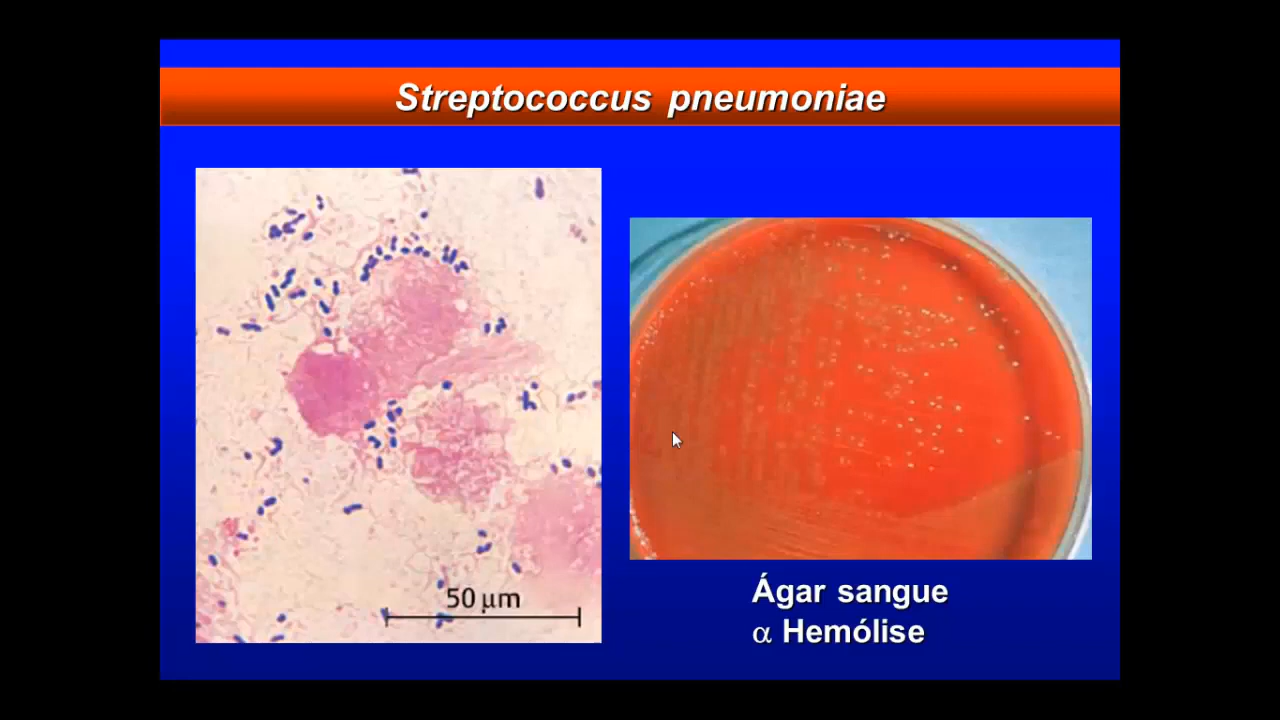 Streptococcus pneumoniae
50 µm
Ágar sangue
α Hemólise